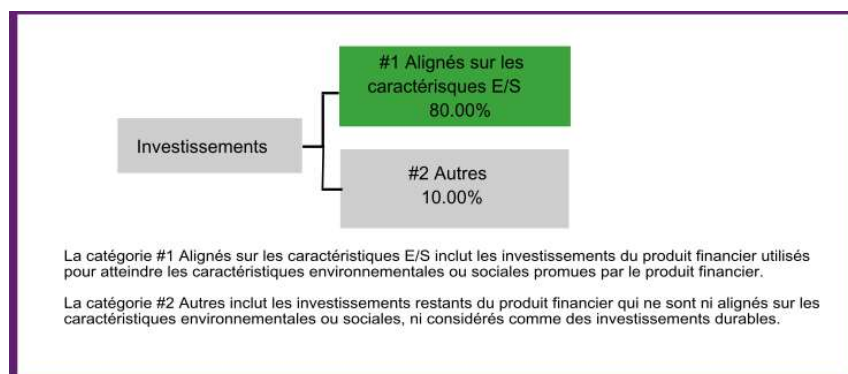 #1 Alignés sur les
caractérisques E/S
80.00%
Investissements
#2 Autres
10.00%
La catégorie #1 Alignés sur les caractéristiques E/S inclut les investissements du produit financier utilisés
pour atteindre les caractéristiques environnementales ou sociales promues par le produit financier.
La catégorie #2 Autres inclut les investissements restants du produit financier qui ne sont ni alignés sur les
caractéristiques environnementales ou sociales, ni considérés comme des investissements durables.